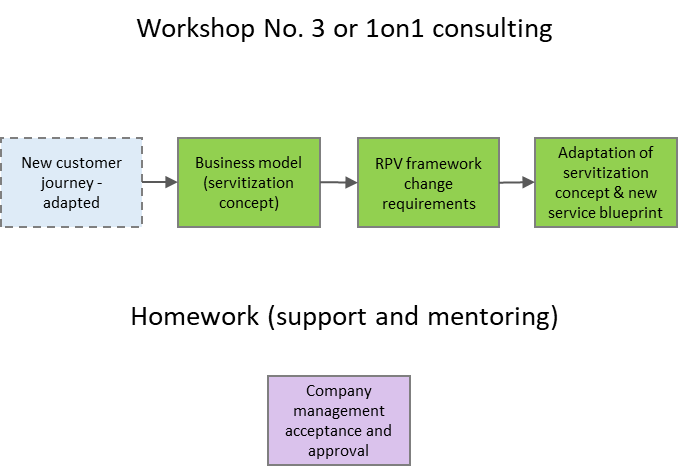 Workshop No. 3 or 1on1 consulting
New customer
journey -
adapted
Business model
(servitization
concept)
RPV framework
change
requirements
Adaptation of
servitization
concept & new
service blueprint
Homework (support and mentoring)
Company
management
acceptance and
approval